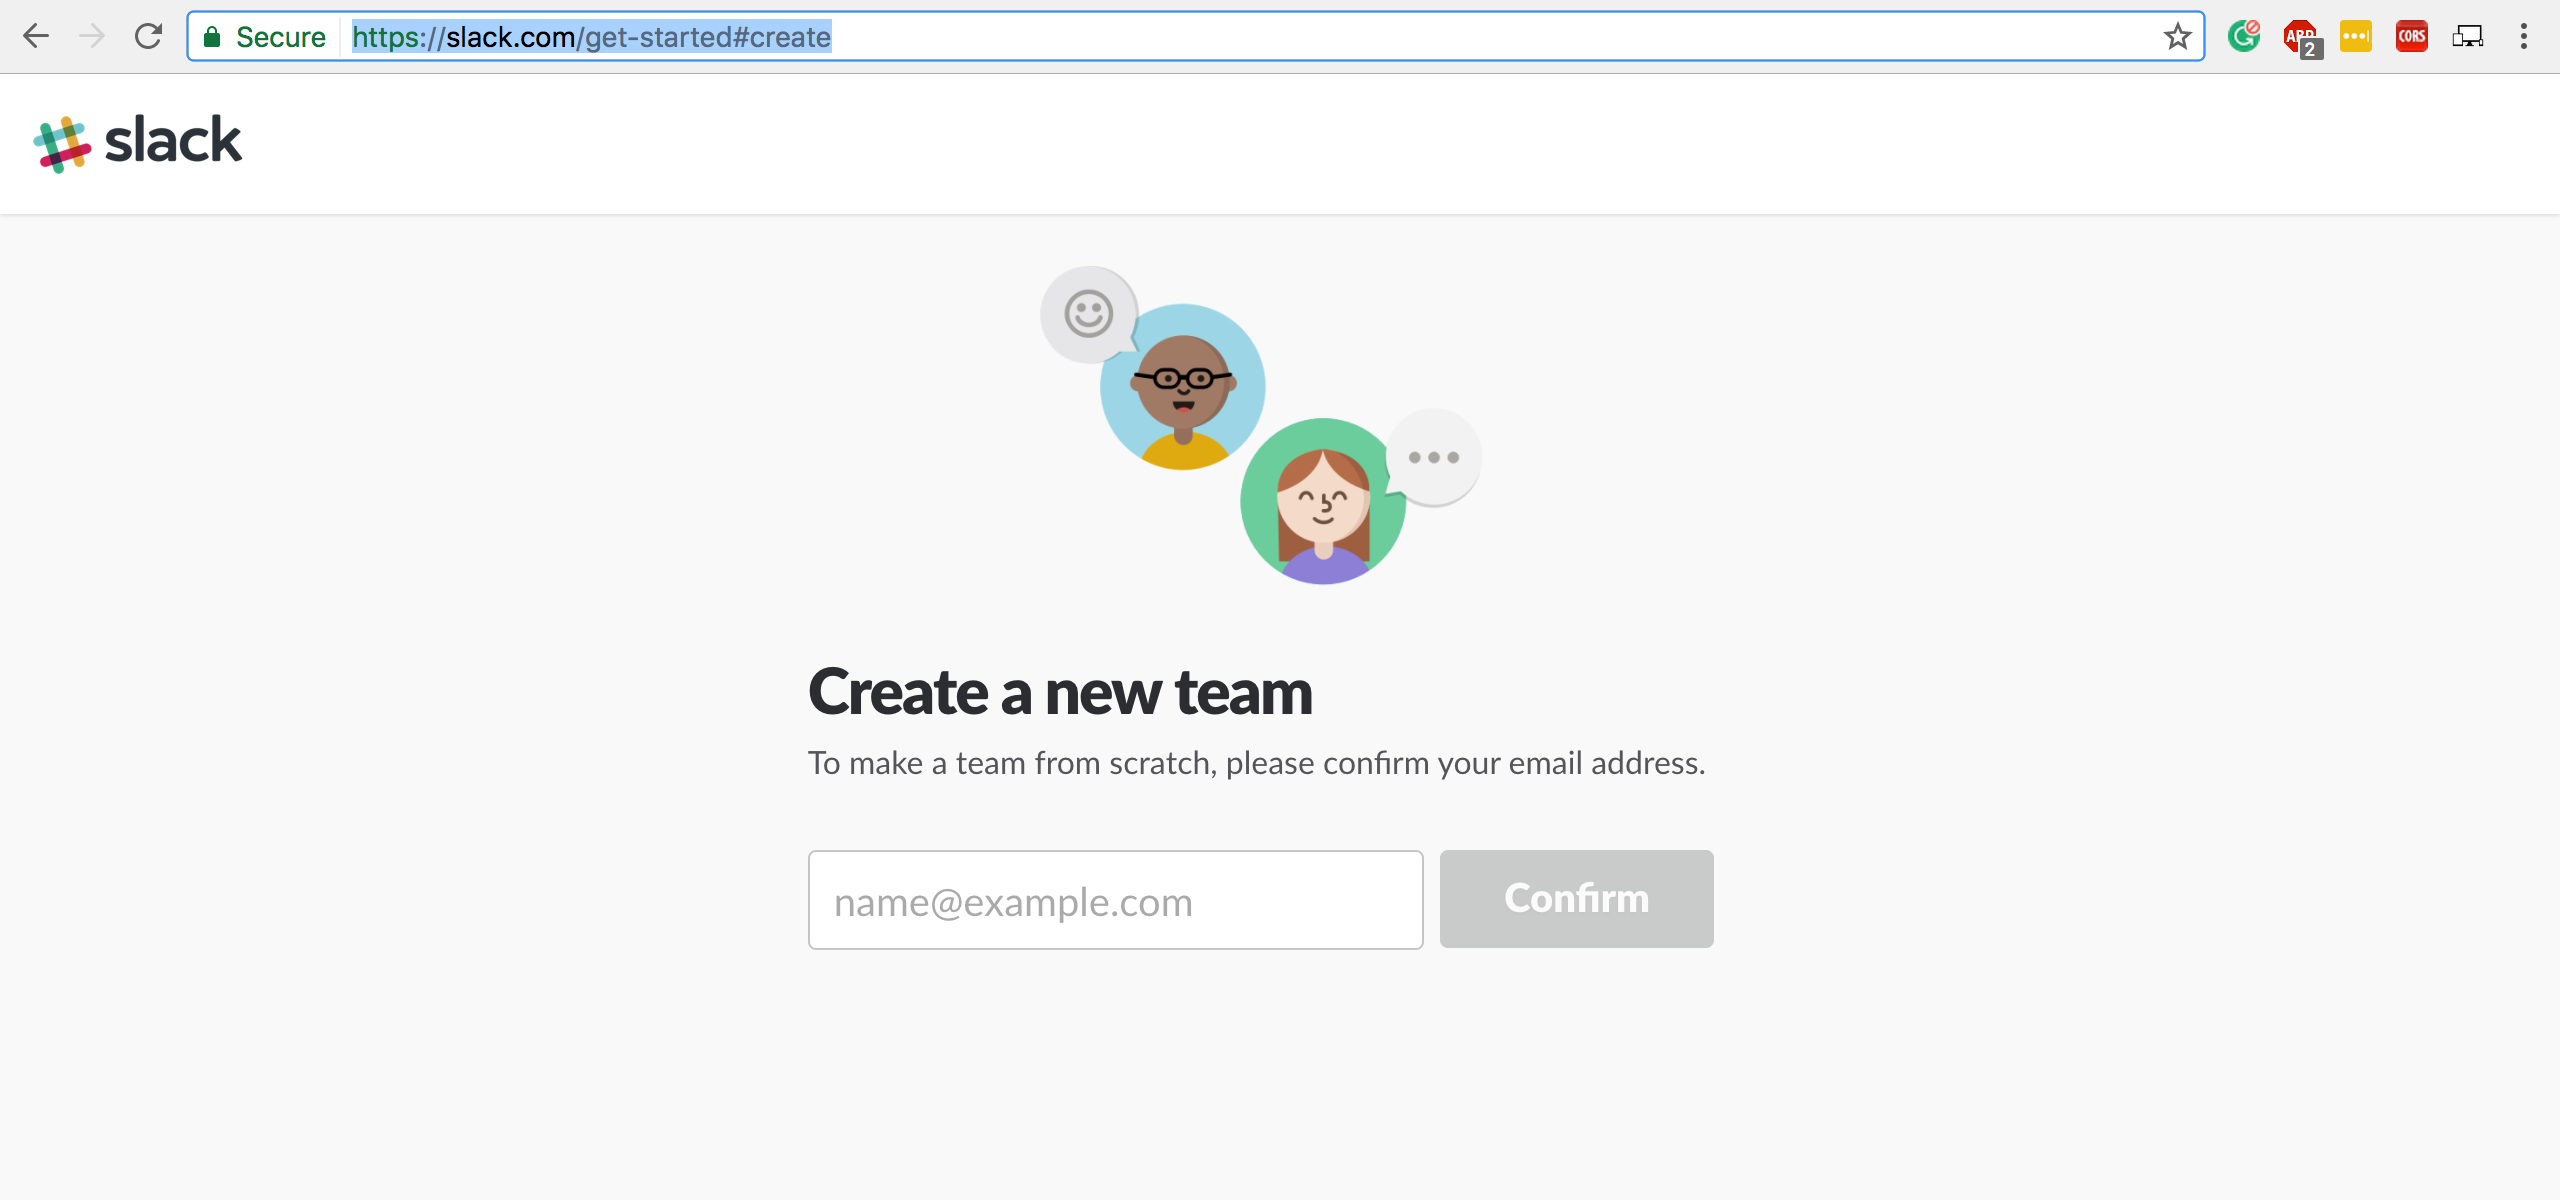 Secure https://slack.com/get-started#create
ABP 2 CORS
slack
Create a new team
To make a team from scratch, please confirm your email address.
name@example.com Confirm